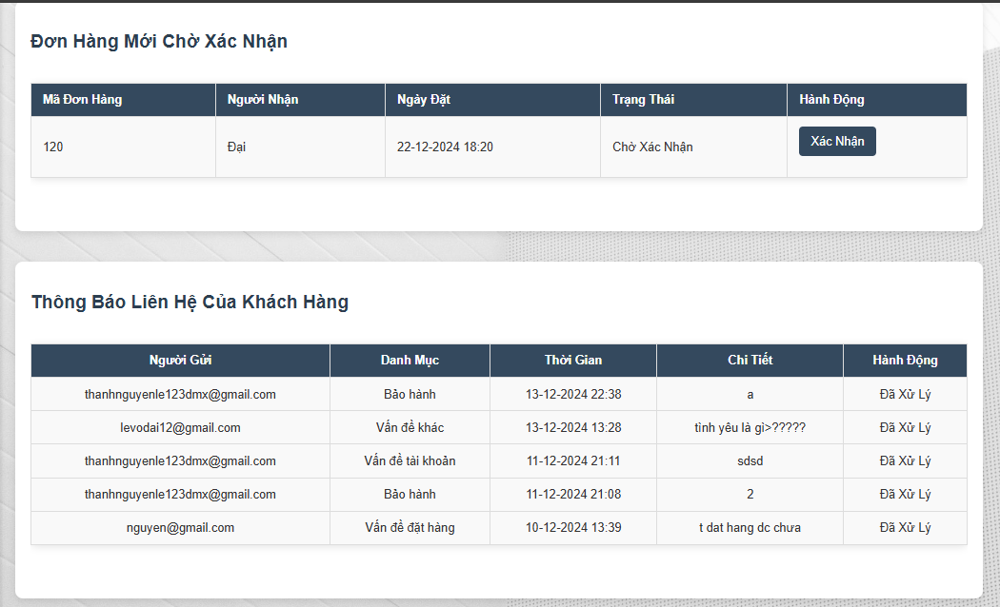 Đơn Hàng Mới Chờ Xác Nhận
Mã Đơn Hàng Người Nhận Ngày Đặt Trạng Thái Hành Động
120 Đại 22-12-2024 18:20 Chờ Xác Nhận Xác Nhận
Thông Báo Liên Hệ Của Khách Hàng
Người Gửi Danh Mục Thời Gian Chi Tiết Hành Động
thanhnguyenle123dmx@gmail.com Bảo hành 13-12-2024 22:38 a Đã Xử Lý
levodai12@gmail.com Vấn đề khác 13-12-2024 13:28 tình yêu là gì>????? Đã Xử Lý
thanhnguyenle123dmx@gmail.com Vấn đề tài khoản 11-12-2024 21:11 sdsd Đã Xử Lý
thanhnguyenle123dmx@gmail.com Bảo hành 11-12-2024 21:08 2 Đã Xử Lý
nguyen@gmail.com Vấn đề đặt hàng 10-12-2024 13:39 t dat hang dc chưa Đã Xử Lý